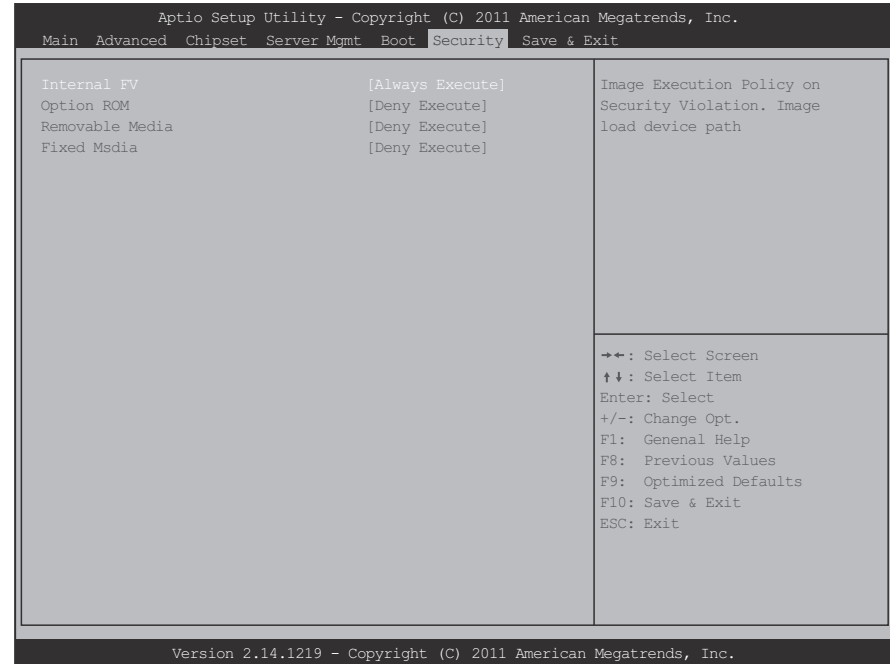 Aptio Setup Utility - Copyright (C) 2011 American Megatrends, Inc.
Main Advanced Chipset Server Mgmt Boot Security Save & Exit
Internal FV [Always Execute]
Option ROM [Deny Execute]
Removable Media [Deny Execute]
Fixed Msdia [Deny Execute]
Image Execution Policy on
Security Violation. Image
load device path
→←: Select Screen
↑↓: Select Item
Enter: Select
+/-: Change Opt.
F1: Genenal Help
F8: Previous Values
F9: Optimized Defaults
F10: Save & Exit
ESC: Exit
Version 2.14.1219 - Copyright (C) 2011 American Megatrends, Inc.